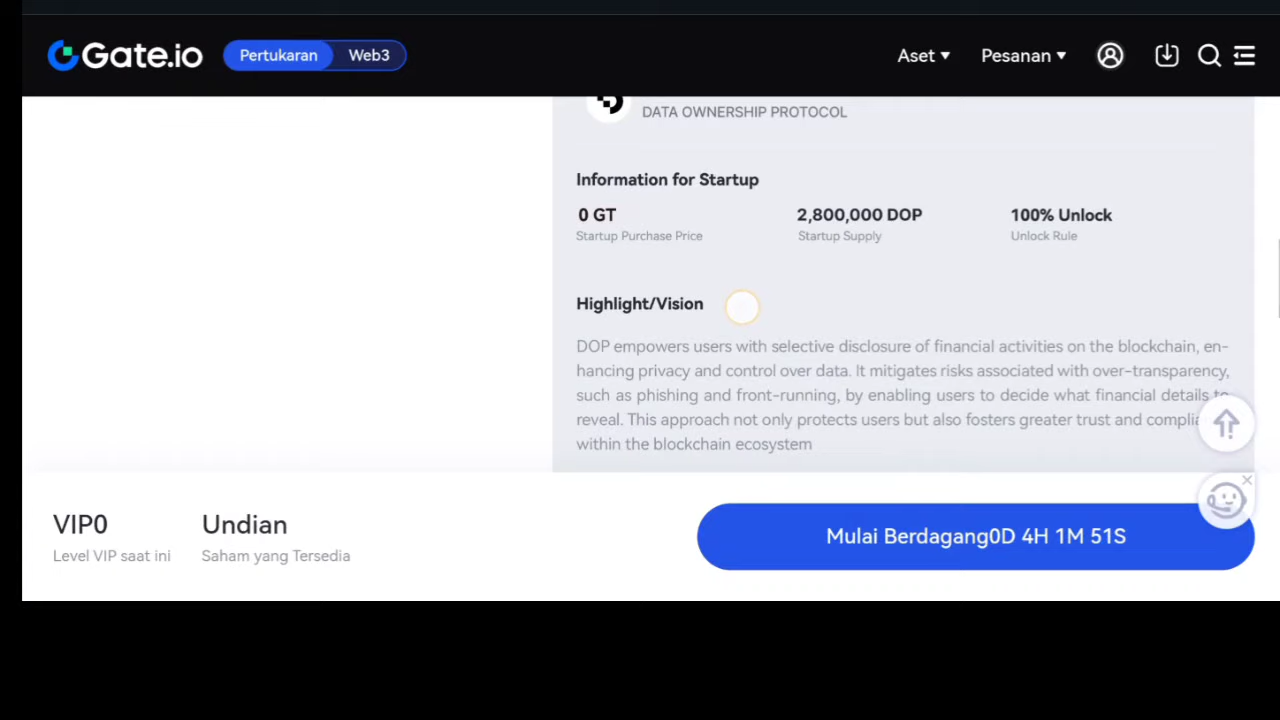 Gate.io
Pertukaran
Web3
Aset
Pesanan
DATA OWNERSHIP PROTOCOL
Information for Startup
0 GT
2,800,000 DOP
100% Unlock
Startup Purchase Price
Startup Supply
Unlock Rule
Highlight/Vision
DOP empowers users with selective disclosure of financial activities on the blockchain, en-
hancing privacy and control over data. It mitigates risks associated with over-transparency,
such as phishing and front-running, by enabling users to decide what financial details to
reveal. This approach not only protects users but also fosters greater trust and compli
within the blockchain ecosystem
VIP0
Undian
Level VIP saat ini
Saham yang Tersedia
Mulai Berdagang0D 4H 1M 51S